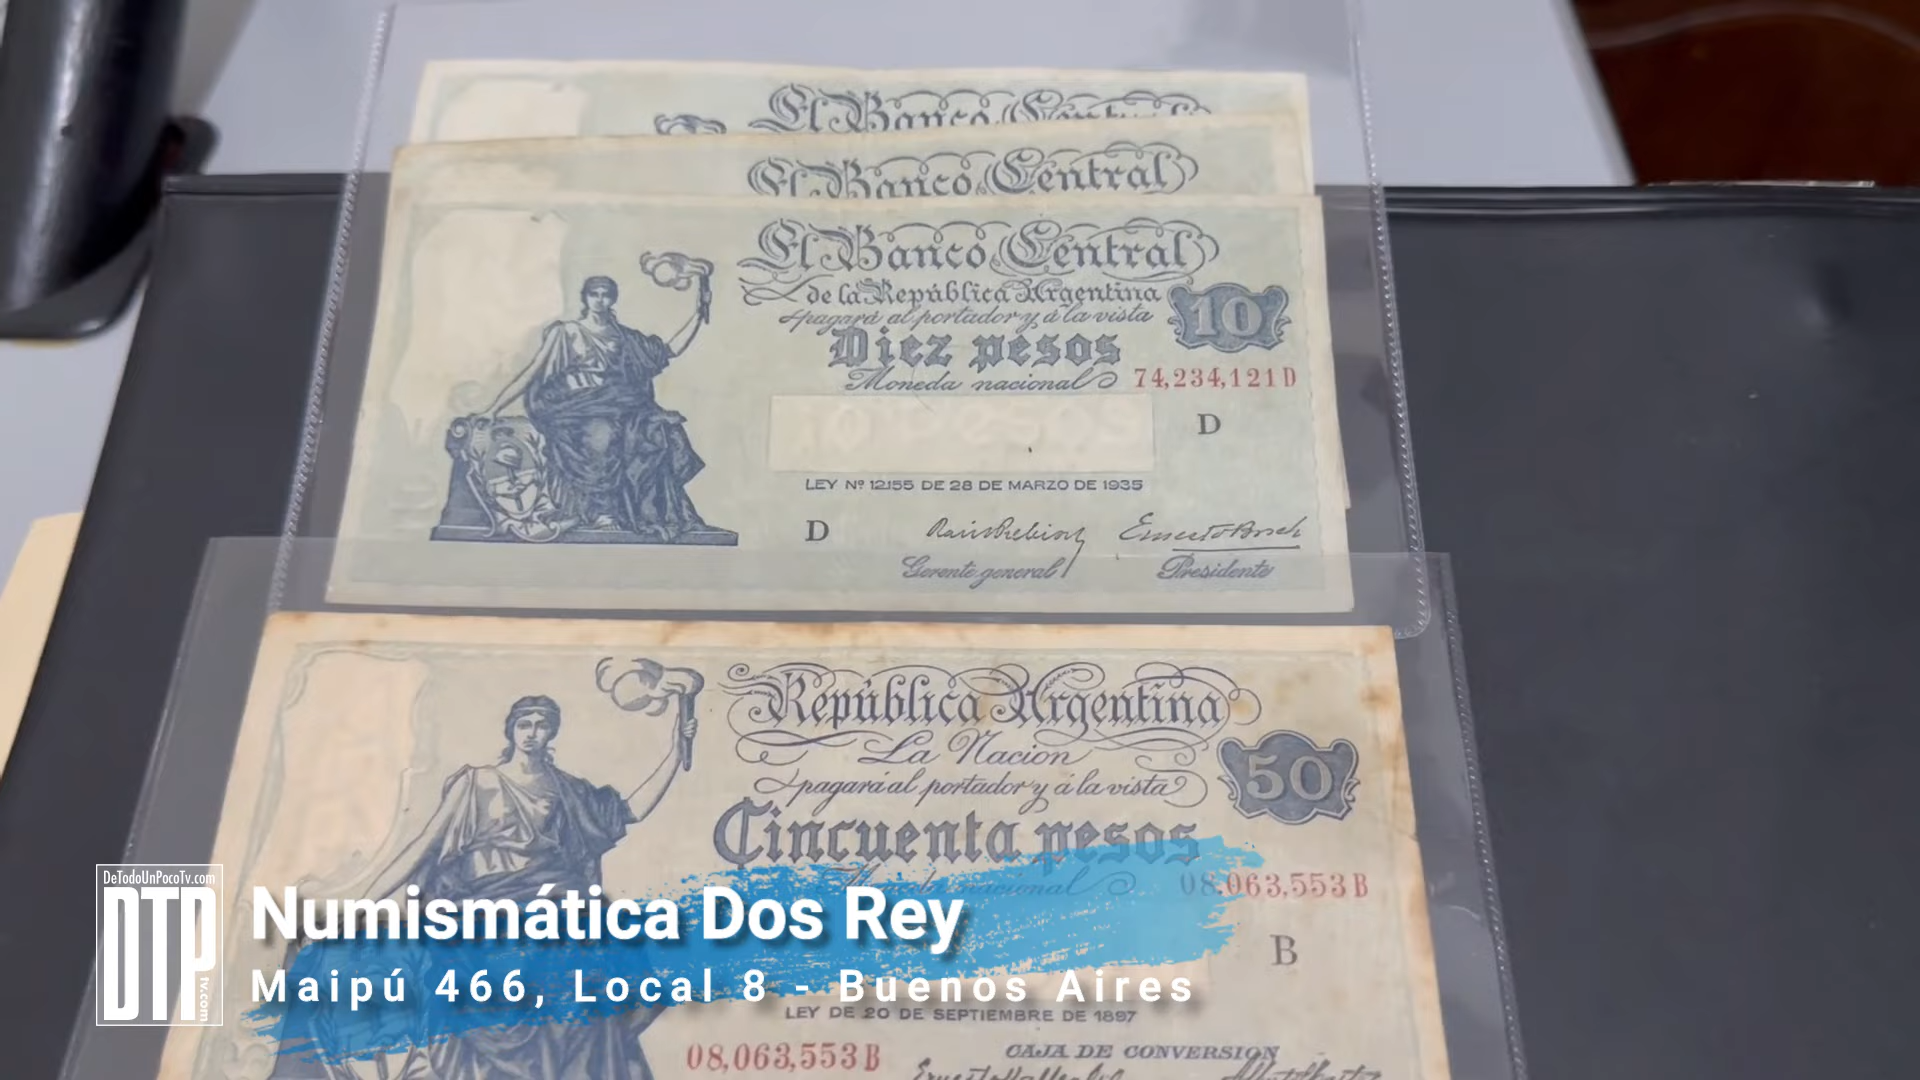 El Banco Central
El Banco Central
El Banco Central
de la República Argentina
pagará al portador y á la vista
10
Diez pesos
Moneda nacional
74,234,121 D
D
LEY Nº 12.155 DE 28 DE MARZO DE 1935
D
Gerente general
Presidente
República Argentina
La Nacion
pagará al portador y á la vista
50
Cincuenta pesos
Moneda nacional
08,063,553 B
B
DeTodoUnPocoTv.com
DTP
Tv.com
Numismática Dos Rey
Maipú 466, Local 8 - Buenos Aires
LEY DE 20 DE SEPTIEMBRE DE 1897
08,063,553 B
CAJA DE CONVERSION